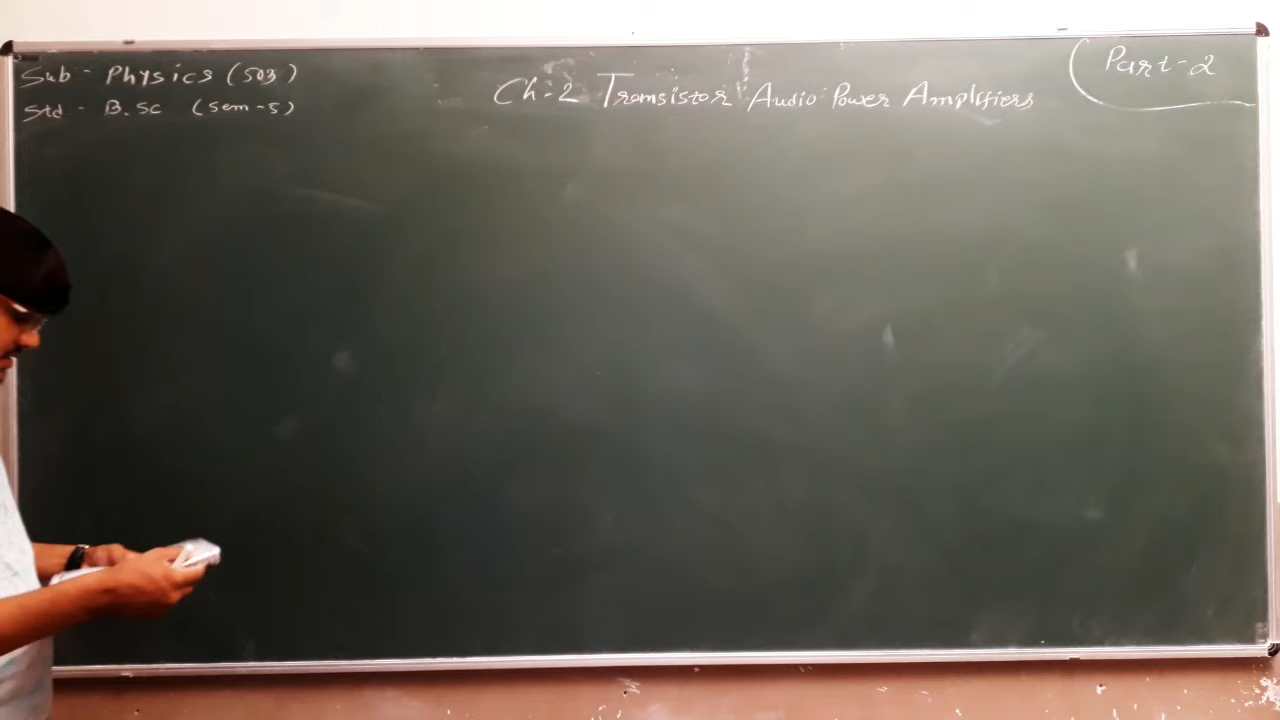 Sub - Physics (503)
Std - B.Sc (Sem-5)
Ch-2 Transistor Audio Power Amplifiers
Part-2